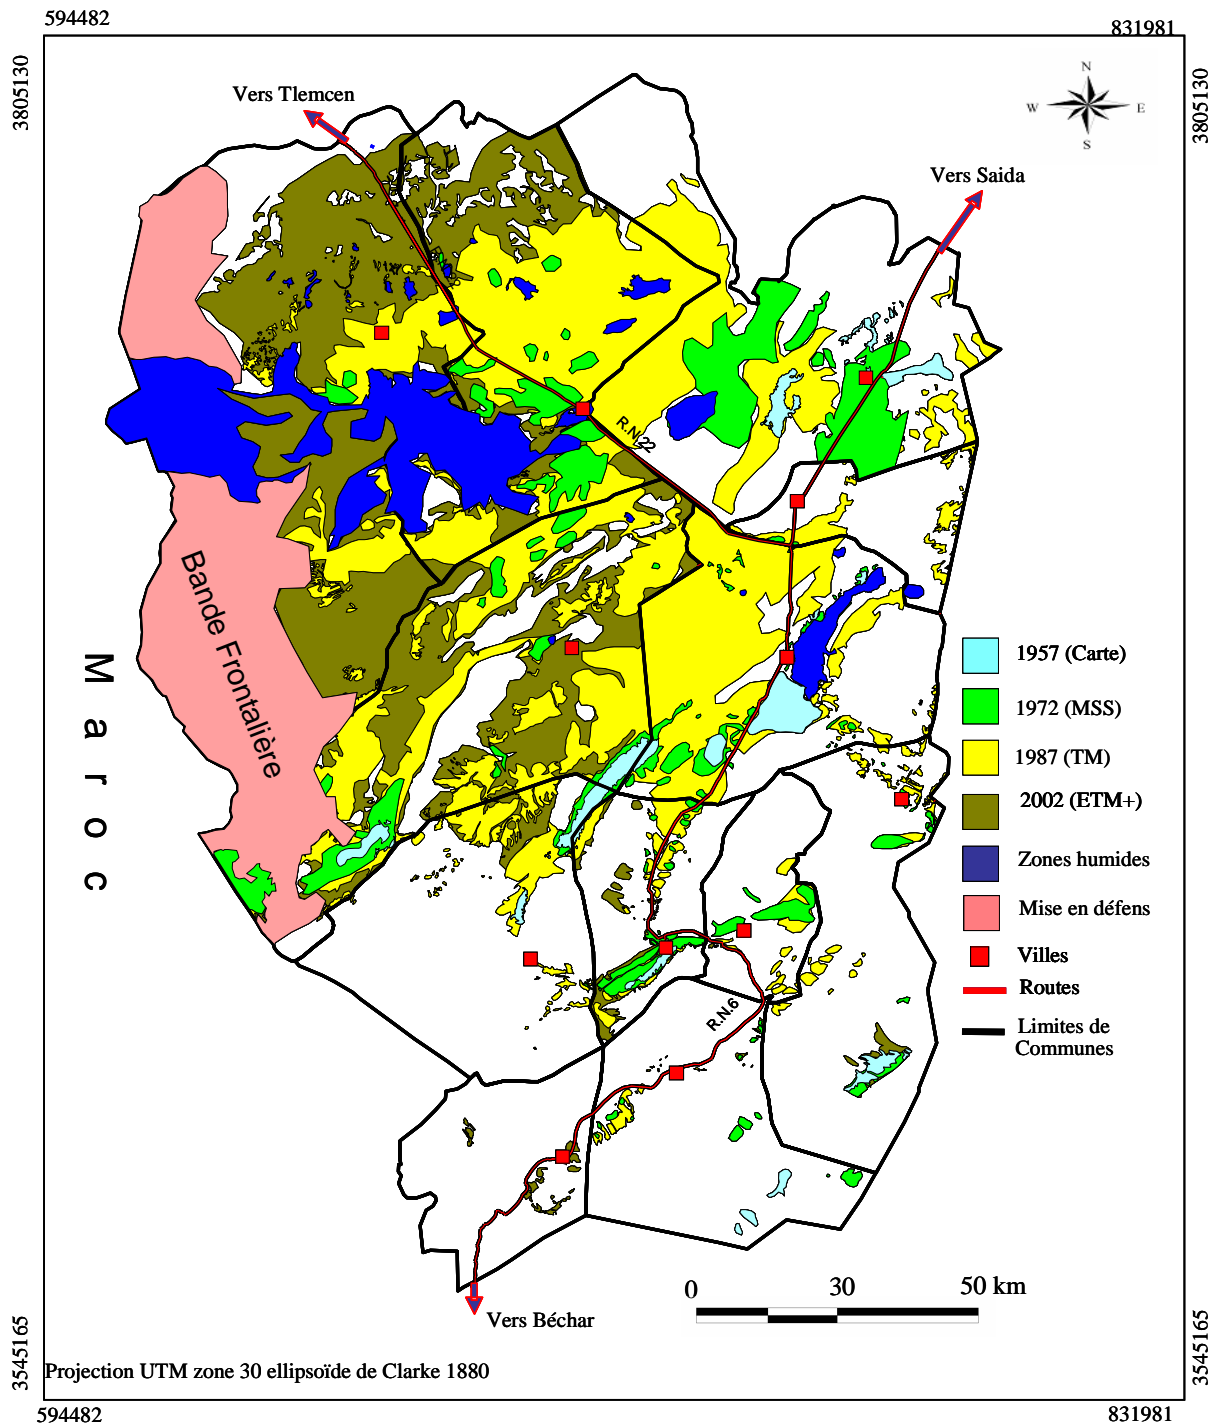 594482
831981
3805130
3805130
N
W
E
S
Vers Tlemcen
Vers Saida
R.N.22
Bande Frontalière
Maroc
1957 (Carte)
1972 (MSS)
1987 (TM)
2002 (ETM+)
Zones humides
Mise en défens
Villes
Routes
Limites de
Communes
R.N.6
0
30
50 km
Vers Béchar
3545165
3545165
Projection UTM zone 30 ellipsoïde de Clarke 1880
594482
831981